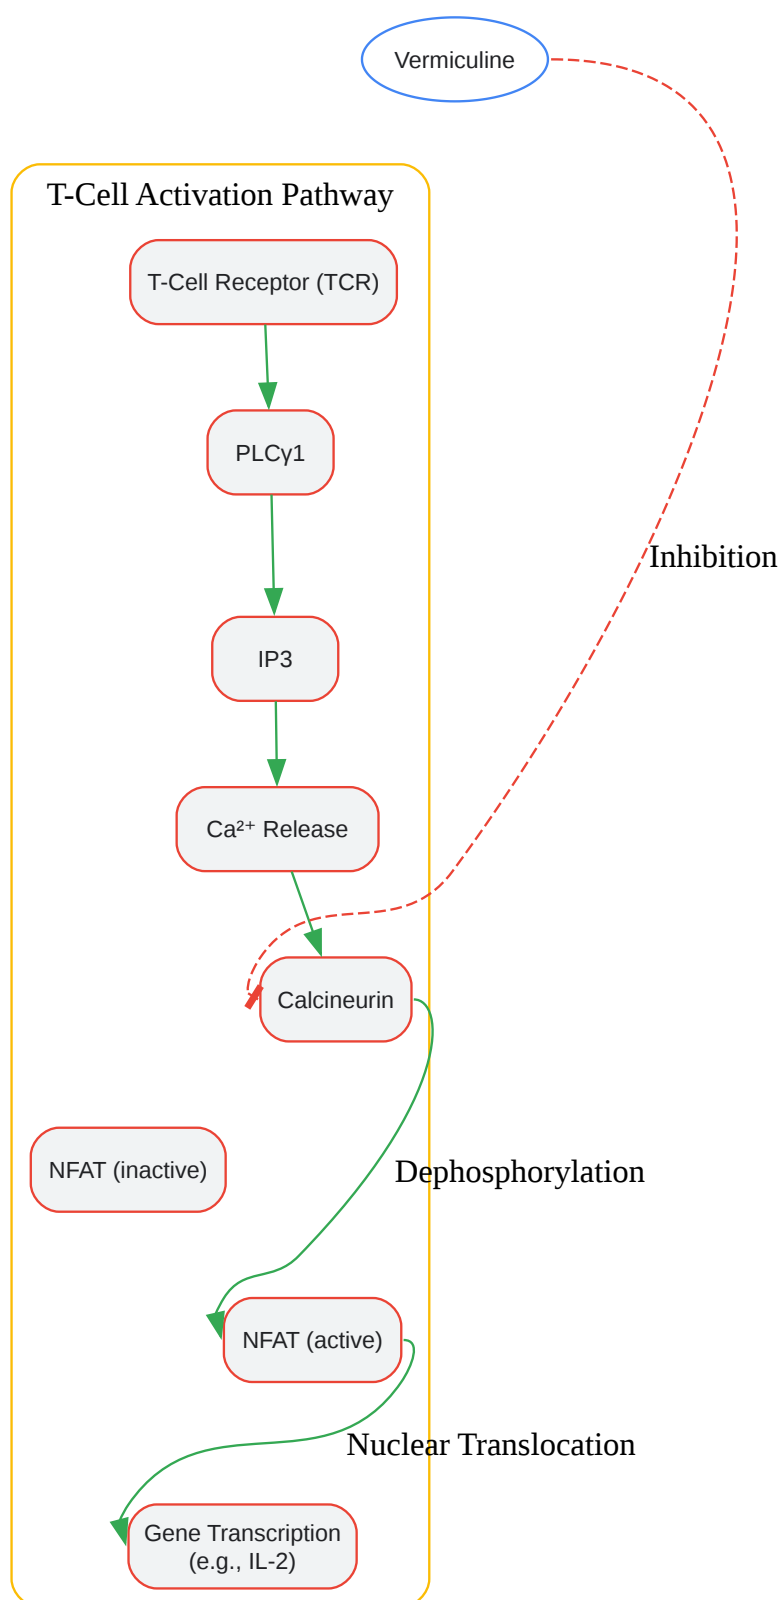 Vermiculine
T-Cell Activation Pathway
T-Cell Receptor (TCR)
PLCγ1
Inhibition
IP3
Ca²⁺ Release
Calcineurin
NFAT (inactive)
Dephosphorylation
NFAT (active)
Nuclear Translocation
Gene Transcription
(e.g., IL-2)